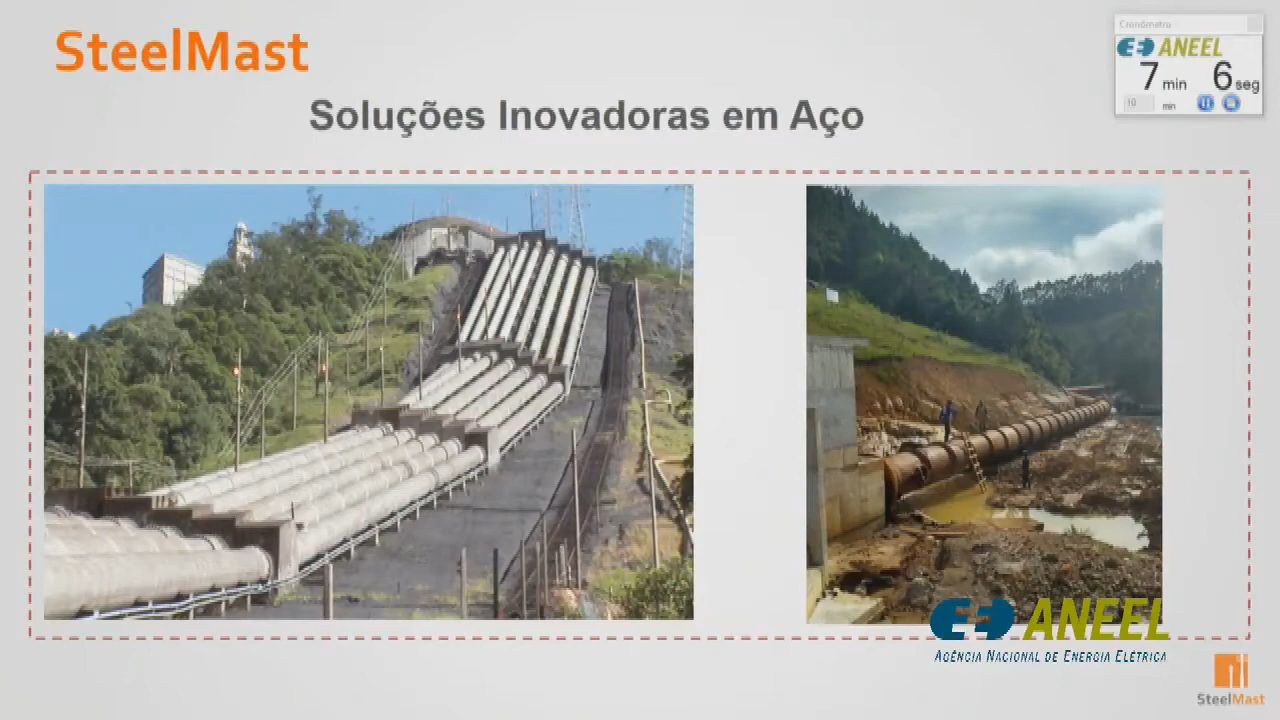 SteelMast
Soluções Inovadoras em Aço
Cronômetro
ANEEL
7 min 6 seg
10 min
ANEEL
AGÊNCIA NACIONAL DE ENERGIA ELÉTRICA
SteelMast